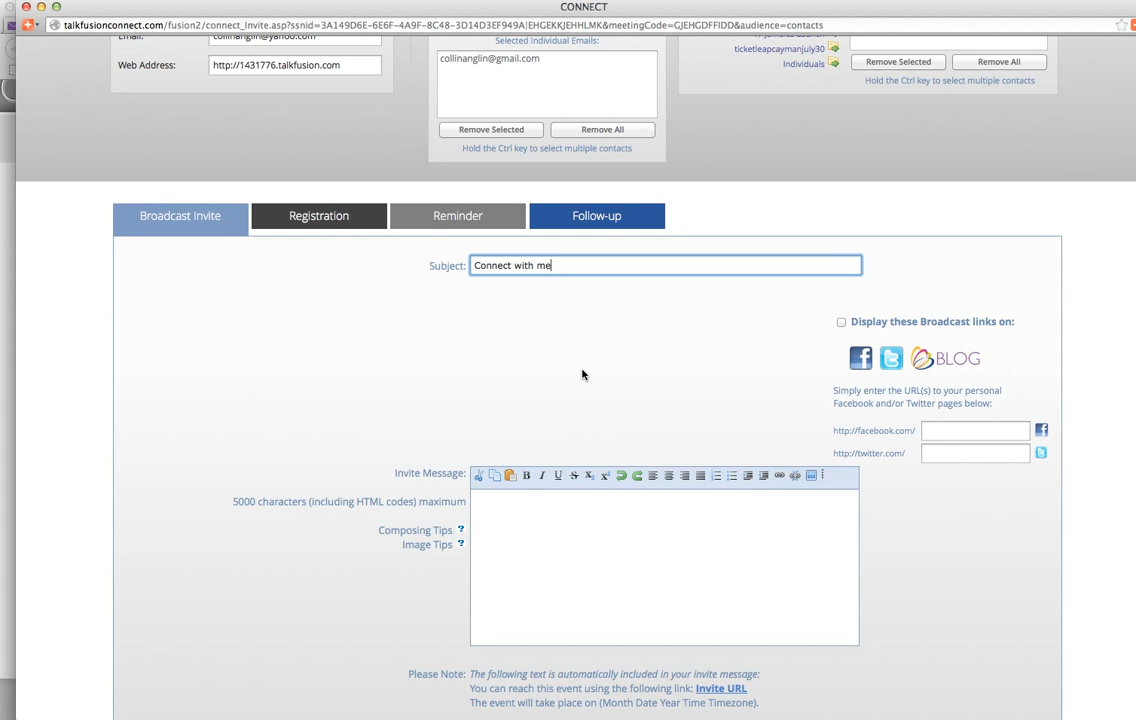 CONNECT
talkfusionconnect.com/fusion2/connect_Invite.asp?ssnid=3A149D6E-6E6F-4A9F-8C48-3D14D3EF949A|EHGEKKJEHHLMK&meetingCode=GJEHGDFFIDD&audience=contacts
Email: collinanglin@yahoo.com
Web Address: http://1431776.talkfusion.com
Selected Individual Emails:
collinanglin@gmail.com
Remove Selected Remove All
Hold the Ctrl key to select multiple contacts
ticketleapcaymanjuly30
Individuals
Remove Selected Remove All
Hold the Ctrl key to select multiple contacts
Broadcast Invite Registration Reminder Follow-up
Subject: Connect with me
Display these Broadcast links on:
BLOG
Simply enter the URL(s) to your personal
Facebook and/or Twitter pages below:
http://facebook.com/
http://twitter.com/
Invite Message:
5000 characters (including HTML codes) maximum
Composing Tips ?
Image Tips ?
Please Note: The following text is automatically included in your invite message:
You can reach this event using the following link: Invite URL
The event will take place on (Month Date Year Time Timezone).